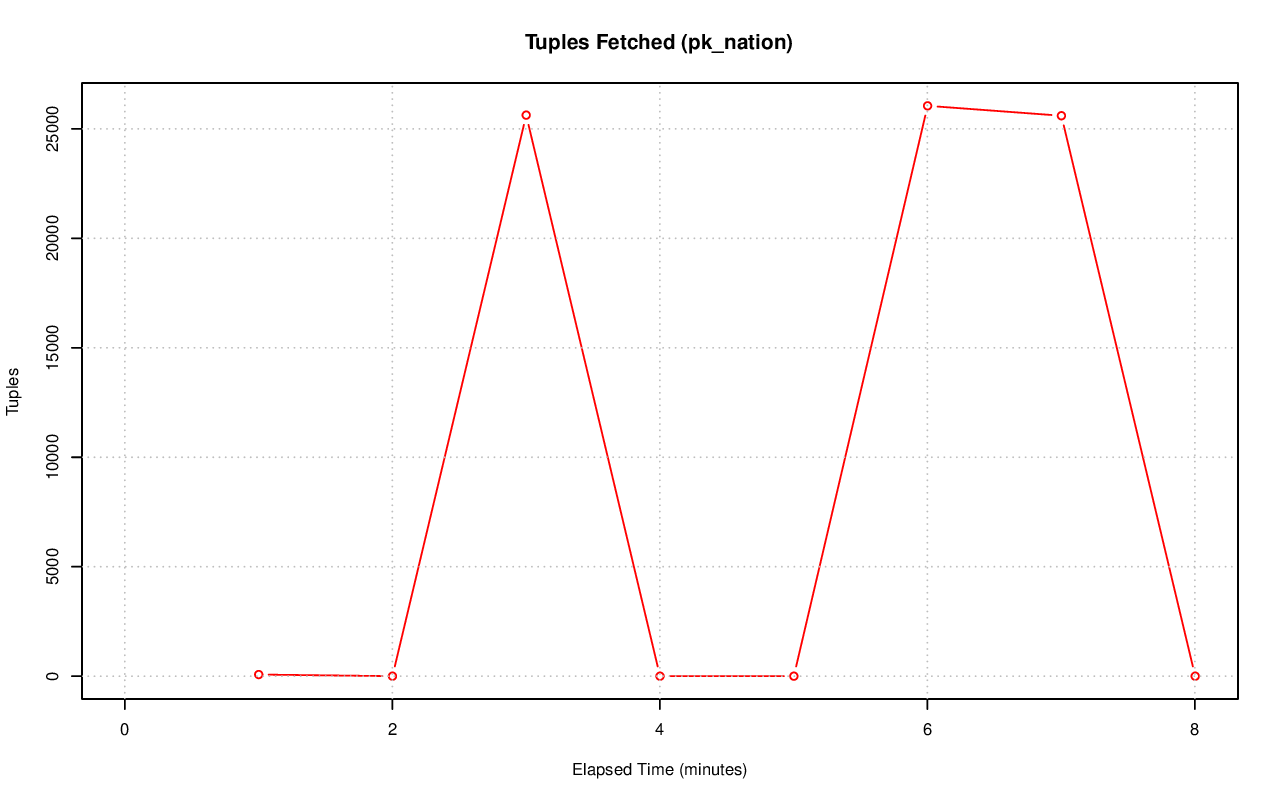 Tuples Fetched (pk_nation)
25000
20000
15000
10000
5000
0
Tuples
0 2 4 6 8
Elapsed Time (minutes)